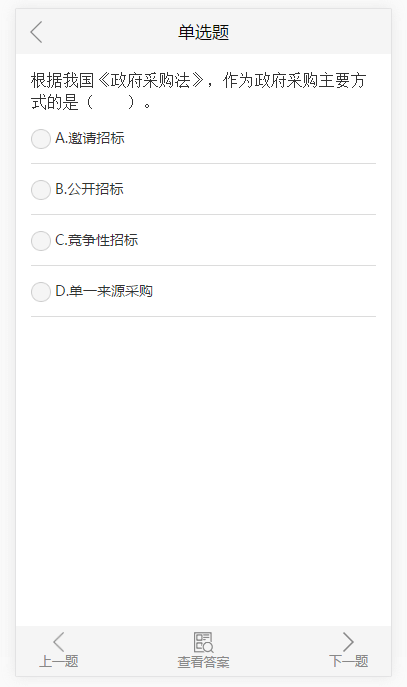 单选题
根据我国《政府采购法》，作为政府采购主要方
式的是（　　）。
A.邀请招标
B.公开招标
C.竞争性招标
D.单一来源采购
上一题
查看答案
下一题